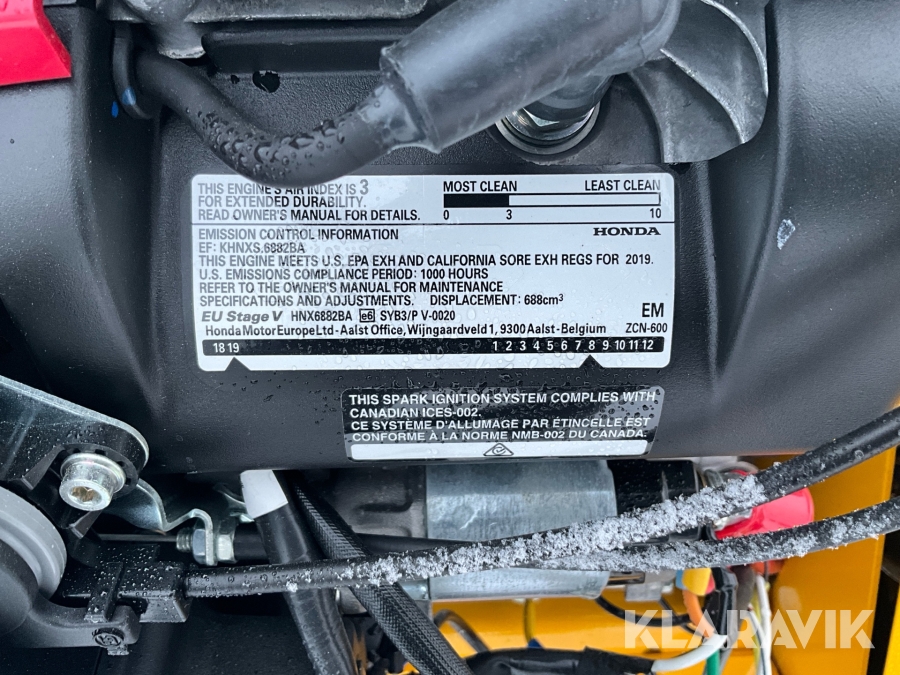 THIS ENGINE'S AIR INDEX IS 3
FOR EXTENDED DURABILITY.
READ OWNER'S MANUAL FOR DETAILS.
MOST CLEAN LEAST CLEAN
0 3 10
EMISSION CONTROL INFORMATION HONDA
EF: KHNXS.6882BA
THIS ENGINE MEETS U.S. EPA EXH AND CALIFORNIA SORE EXH REGS FOR 2019.
U.S. EMISSIONS COMPLIANCE PERIOD: 1000 HOURS
REFER TO THE OWNER'S MANUAL FOR MAINTENANCE
SPECIFICATIONS AND ADJUSTMENTS. DISPLACEMENT: 688cm³
EU Stage V HNX6882BA e6 SYB3/P V-0020 EM
Honda Motor Europe Ltd - Aalst Office, Wijngaardveld 1, 9300 Aalst - Belgium ZCN-600
18 19 1 2 3 4 5 6 7 8 9 10 11 12
THIS SPARK IGNITION SYSTEM COMPLIES WITH
CANADIAN ICES-002.
CE SYSTÈME D'ALLUMAGE PAR ÉTINCELLE EST
CONFORME À LA NORME NMB-002 DU CANADA.
KLARAVIK